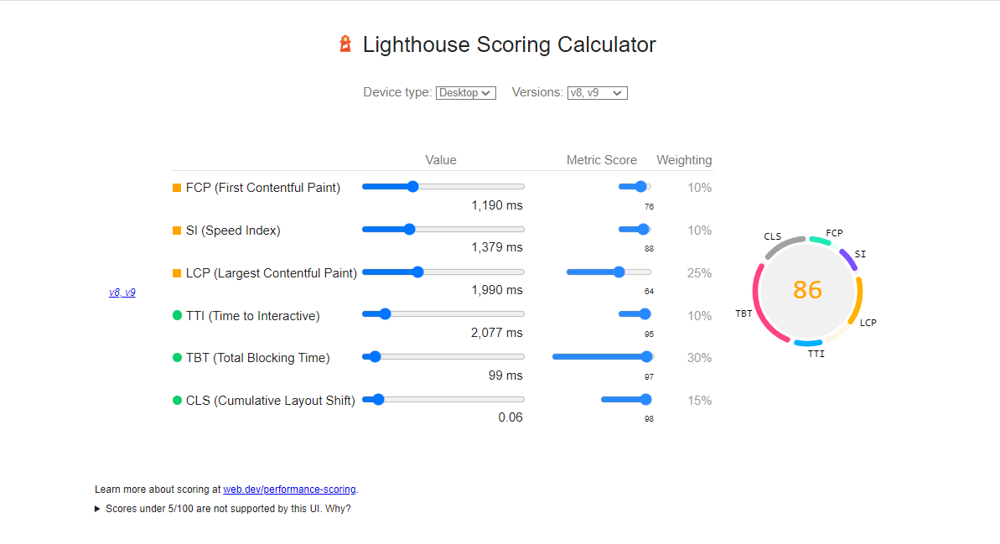 Lighthouse Scoring Calculator
Device type: Desktop Versions: v8, v9
Value Metric Score Weighting
FCP (First Contentful Paint) 10%
1,190 ms 76
SI (Speed Index) 10%
1,379 ms 88
LCP (Largest Contentful Paint) 25%
1,990 ms 64
v8, v9
TTI (Time to Interactive) 10%
2,077 ms 95
TBT (Total Blocking Time) 30%
99 ms 97
CLS (Cumulative Layout Shift) 15%
0.06 98
CLS FCP
SI
86
TBT LCP
TTI
Learn more about scoring at web.dev/performance-scoring.
Scores under 5/100 are not supported by this UI. Why?